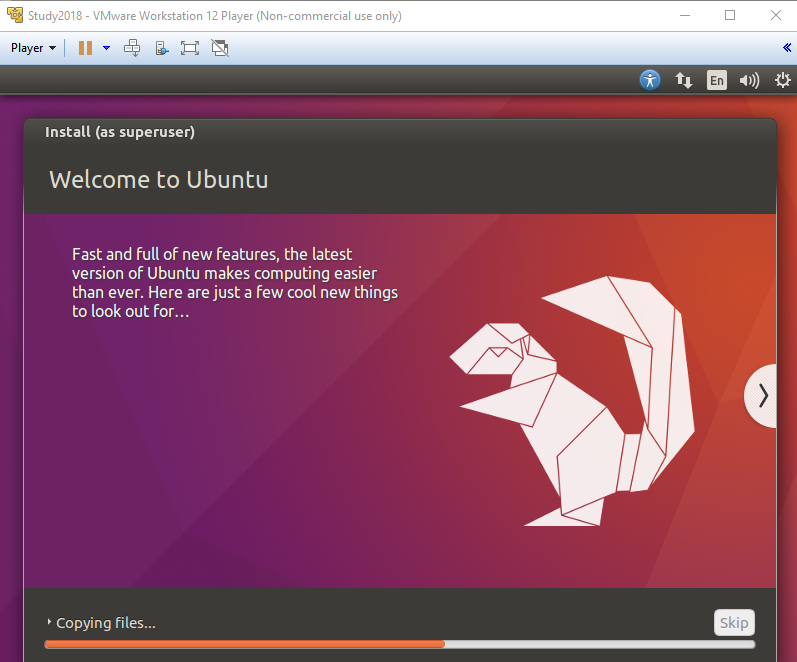 Study2018 - VMware Workstation 12 Player (Non-commercial use only)
Player
En
Install (as superuser)
Welcome to Ubuntu
Fast and full of new features, the latest
version of Ubuntu makes computing easier
than ever. Here are just a few cool new things
to look out for…
Copying files...
Skip